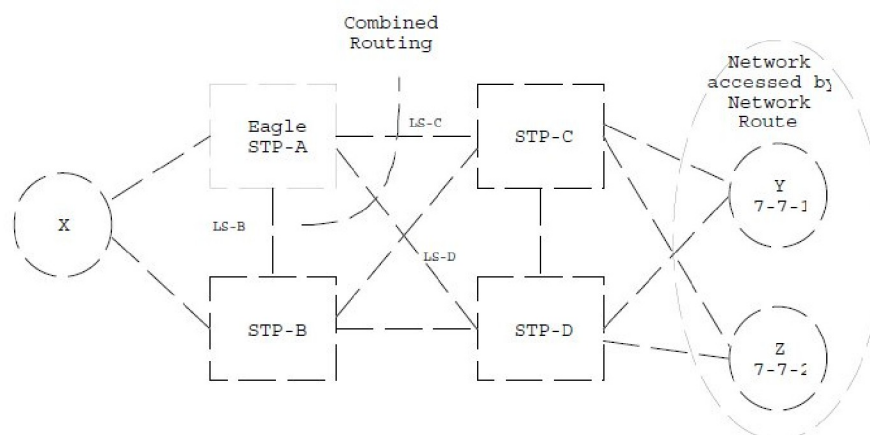 Combined
Routing
Network
accessed by
Network
Route
Eagle
STP-A
LS-C
STP-C
X
LS-B
LS-D
Y
7-7-1
STP-B
STP-D
Z
7-7-2